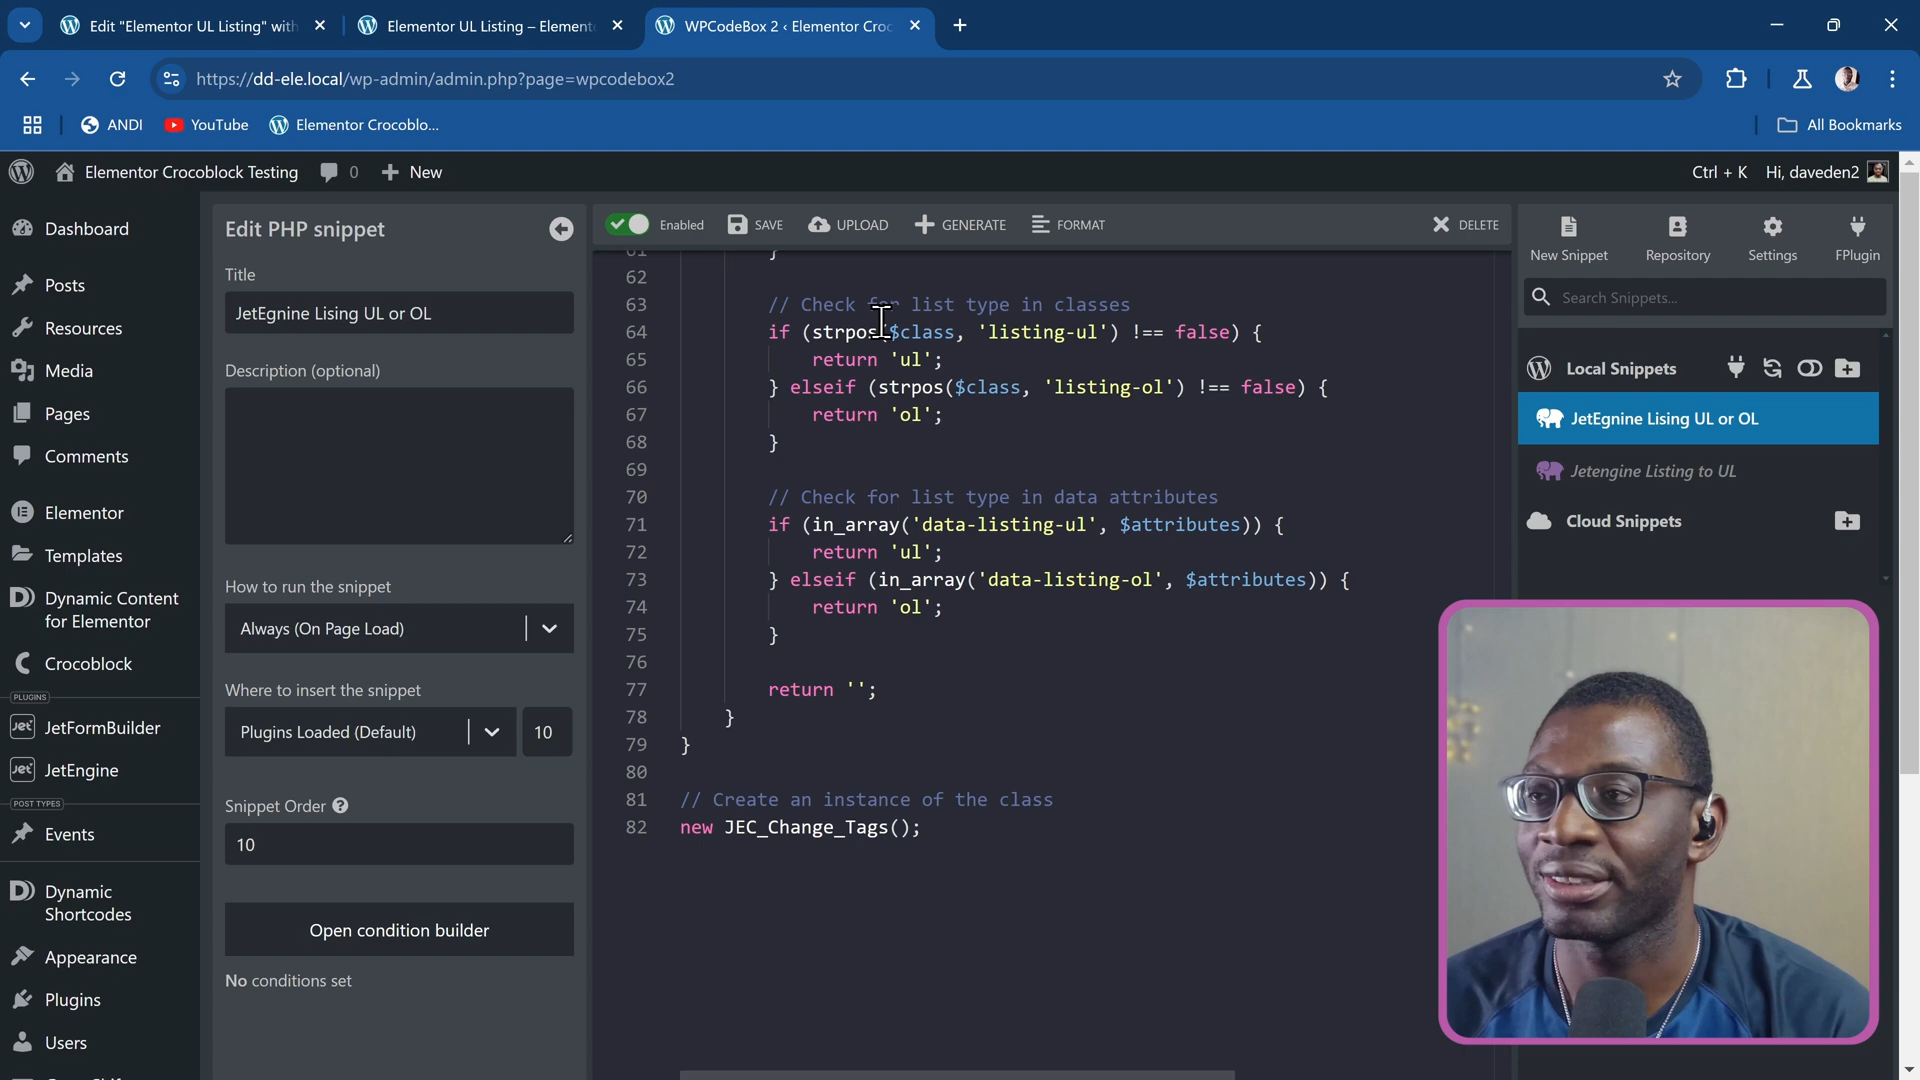 Edit "Elementor UL Listing" with
Elementor UL Listing – Element
WPCodeBox 2 ‹ Elementor Croc
https://dd-ele.local/wp-admin/admin.php?page=wpcodebox2
ANDI
YouTube
Elementor Crocoblo...
All Bookmarks
Elementor Crocoblock Testing
0
New
Ctrl + K
Hi, daveden2
Dashboard
Posts
Resources
Media
Pages
Comments
Elementor
Templates
Dynamic Content
for Elementor
Crocoblock
PLUGINS
JetFormBuilder
JetEngine
POST TYPES
Events
Dynamic
Shortcodes
Appearance
Plugins
Users
Edit PHP snippet
Title
JetEgnine Lising UL or OL
Description (optional)
How to run the snippet
Always (On Page Load)
Where to insert the snippet
Plugins Loaded (Default)
10
Snippet Order
10
Open condition builder
No conditions set
Enabled
SAVE
UPLOAD
GENERATE
FORMAT
DELETE
61 }
62
63 // Check for list type in classes
64 if (strpos($class, 'listing-ul') !== false) {
65 return 'ul';
66 } elseif (strpos($class, 'listing-ol') !== false) {
67 return 'ol';
68 }
69
70 // Check for list type in data attributes
71 if (in_array('data-listing-ul', $attributes)) {
72 return 'ul';
73 } elseif (in_array('data-listing-ol', $attributes)) {
74 return 'ol';
75 }
76
77 return '';
78 }
79 }
80
81 // Create an instance of the class
82 new JEC_Change_Tags();
New Snippet
Repository
Settings
FPlugin
Search Snippets...
Local Snippets
JetEgnine Lising UL or OL
Jetengine Listing to UL
Cloud Snippets